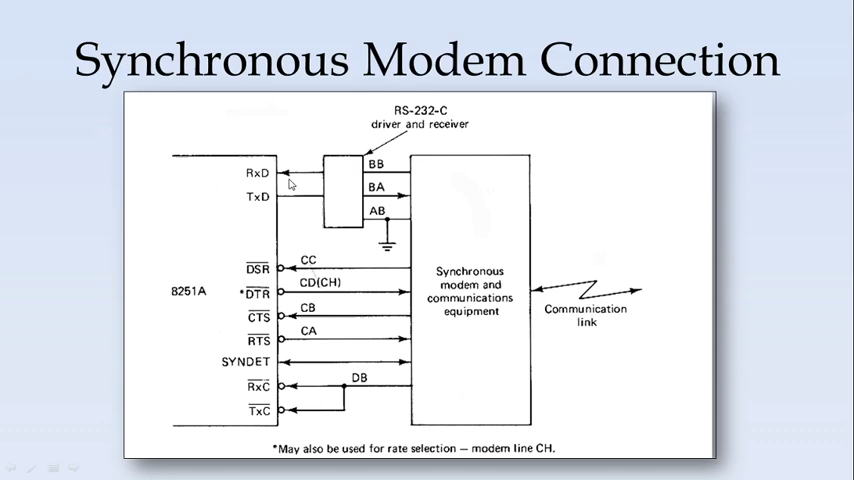 Synchronous Modem Connection
RS-232-C
driver and receiver
RxD
BB
TxD
BA
AB
8251A
DSR
CC
*DTR
CD(CH)
CTS
CB
RTS
CA
SYNDET
RxC
DB
TxC
Synchronous
modem and
communications
equipment
Communication
link
*May also be used for rate selection — modem line CH.